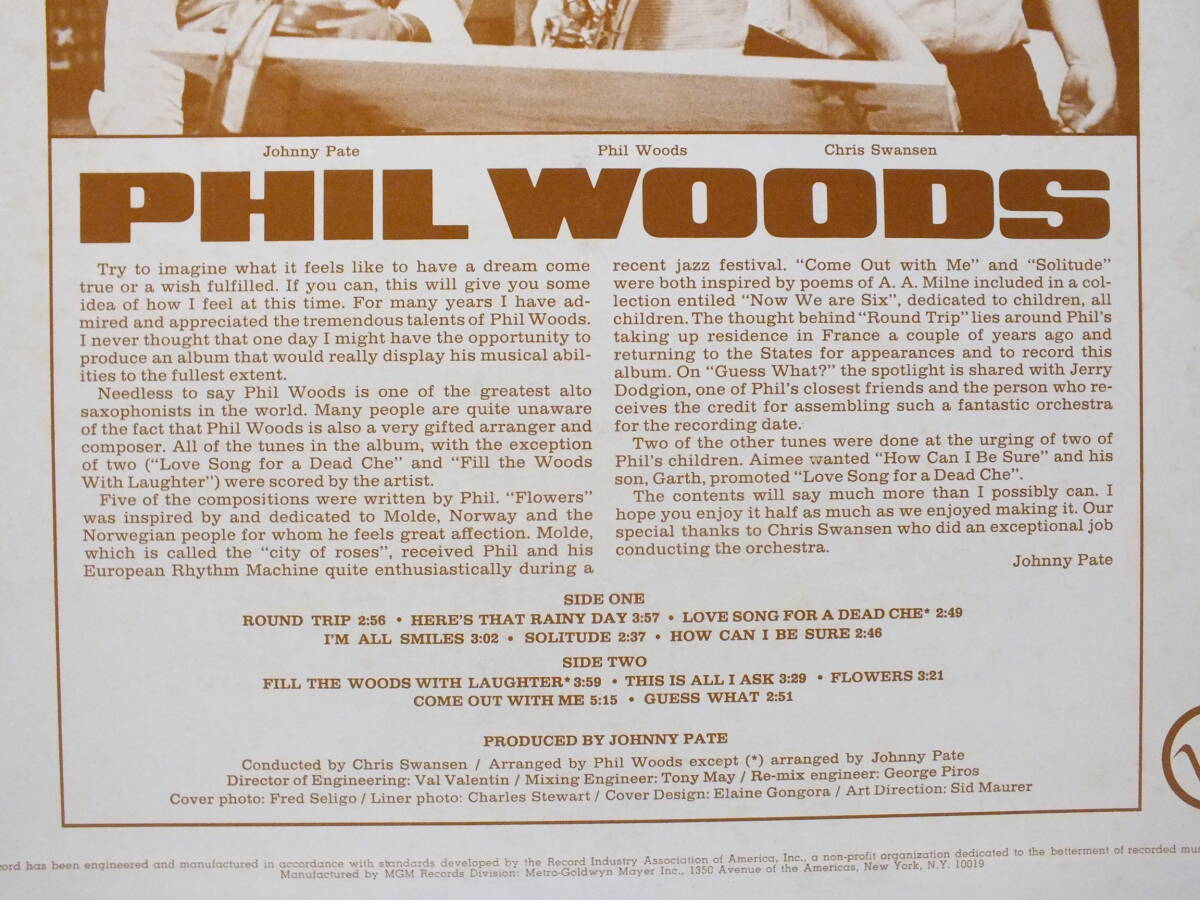 Johnny Pate Phil Woods Chris Swansen
PHIL WOODS
Try to imagine what it feels like to have a dream come
true or a wish fulfilled. If you can, this will give you some
idea of how I feel at this time. For many years I have ad-
mired and appreciated the tremendous talents of Phil Woods.
I never thought that one day I might have the opportunity to
produce an album that would really display his musical abil-
ities to the fullest extent.
Needless to say Phil Woods is one of the greatest alto
saxophonists in the world. Many people are quite unaware
of the fact that Phil Woods is also a very gifted arranger and
composer. All of the tunes in the album, with the exception
of two (“Love Song for a Dead Che” and “Fill the Woods
With Laughter”) were scored by the artist.
Five of the compositions were written by Phil. “Flowers”
was inspired by and dedicated to Molde, Norway and the
Norwegian people for whom he feels great affection. Molde,
which is called the “city of roses”, received Phil and his
European Rhythm Machine quite enthusiastically during a
recent jazz festival. “Come Out with Me” and “Solitude”
were both inspired by poems of A. A. Milne included in a col-
lection entiled “Now We are Six”, dedicated to children, all
children. The thought behind “Round Trip” lies around Phil’s
taking up residence in France a couple of years ago and
returning to the States for appearances and to record this
album. On “Guess What?” the spotlight is shared with Jerry
Dodgion, one of Phil’s closest friends and the person who re-
ceives the credit for assembling such a fantastic orchestra
for the recording date.
Two of the other tunes were done at the urging of two of
Phil’s children. Aimee wanted “How Can I Be Sure” and his
son, Garth, promoted “Love Song for a Dead Che”.
The contents will say much more than I possibly can. I
hope you enjoy it half as much as we enjoyed making it. Our
special thanks to Chris Swansen who did an exceptional job
conducting the orchestra.
Johnny Pate
SIDE ONE
ROUND TRIP 2:56 • HERE’S THAT RAINY DAY 3:57 • LOVE SONG FOR A DEAD CHE* 2:49
I’M ALL SMILES 3:02 • SOLITUDE 2:37 • HOW CAN I BE SURE 2:46
SIDE TWO
FILL THE WOODS WITH LAUGHTER* 3:59 • THIS IS ALL I ASK 3:29 • FLOWERS 3:21
COME OUT WITH ME 5:15 • GUESS WHAT 2:51
PRODUCED BY JOHNNY PATE
Conducted by Chris Swansen / Arranged by Phil Woods except (*) arranged by Johnny Pate
Director of Engineering: Val Valentin / Mixing Engineer: Tony May / Re-mix engineer: George Piros
Cover photo: Fred Seligo / Liner photo: Charles Stewart / Cover Design: Elaine Gongora / Art Direction: Sid Maurer
has been engineered and manufactured in accordance with standards developed by the Record Industry Association of America, Inc., a non-profit organization dedicated to the betterment of recorded
Manufactured by MGM Records Division: Metro-Goldwyn Mayer Inc., 1350 Avenue of the Americas, New York, N.Y. 10019